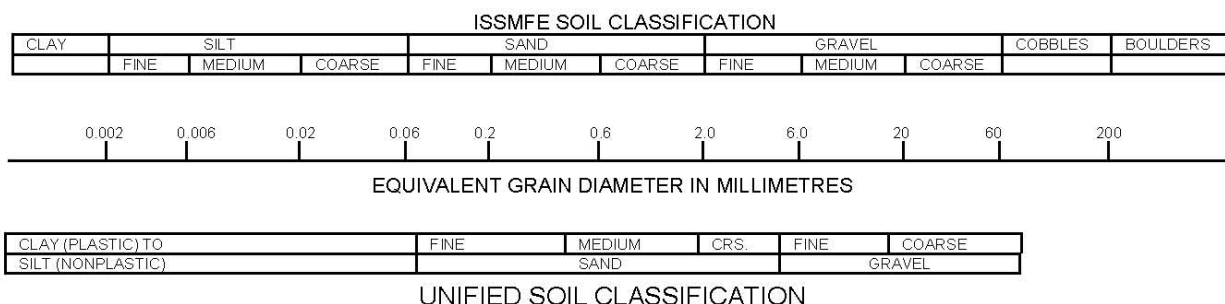 ISSMFE SOIL CLASSIFICATION
CLAY SILT SAND GRAVEL COBBLES BOULDERS
FINE MEDIUM COARSE FINE MEDIUM COARSE FINE MEDIUM COARSE
0.002 0.006 0.02 0.06 0.2 0.6 2.0 6.0 20 60 200
EQUIVALENT GRAIN DIAMETER IN MILLIMETRES
CLAY (PLASTIC) TO FINE MEDIUM CRS. FINE COARSE
SILT (NONPLASTIC) SAND GRAVEL
UNIFIED SOIL CLASSIFICATION